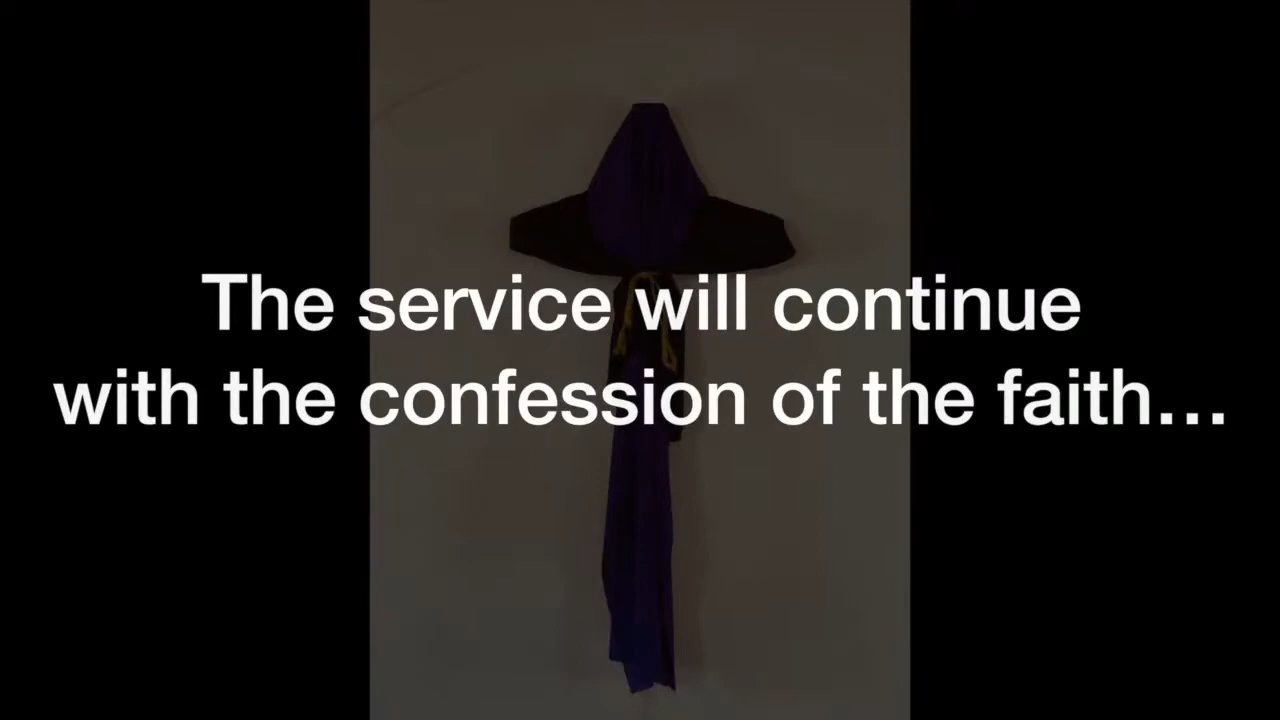 The service will continue
with the confession of the faith…